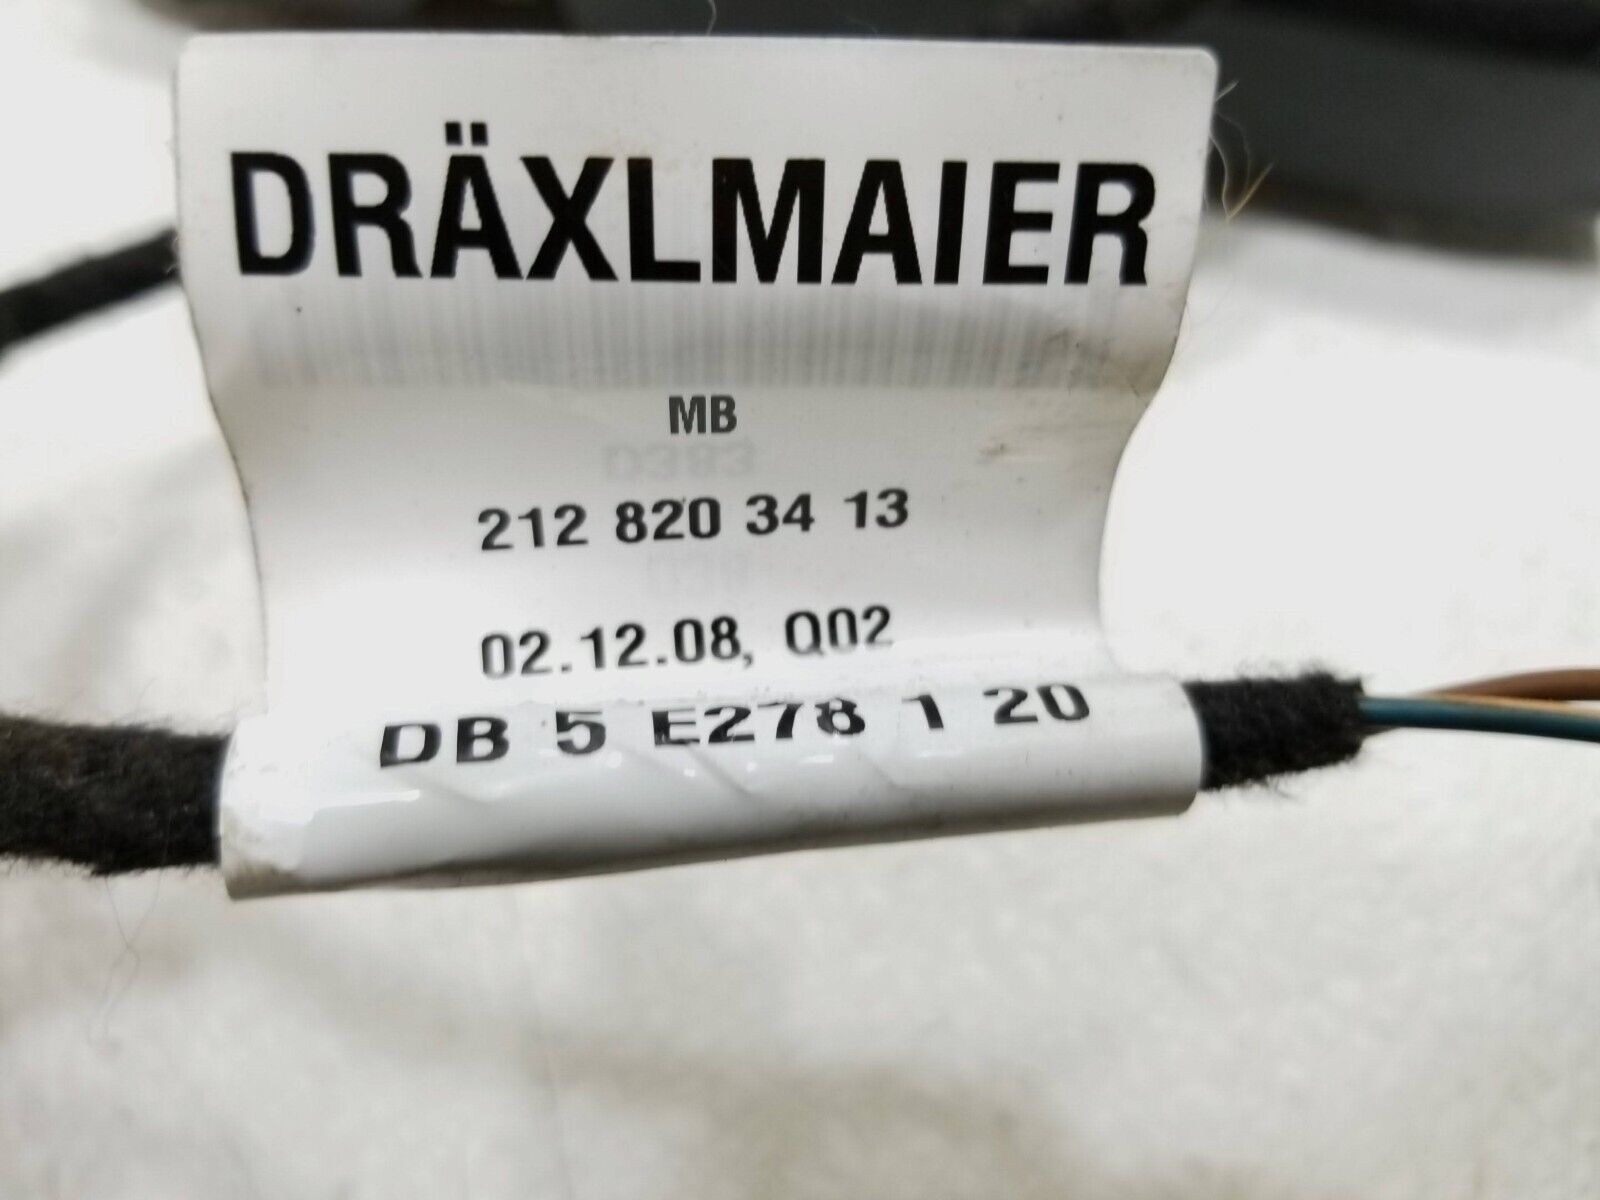 DRÄXLMAIER
MB
212 820 34 13
02.12.08, Q02
DB 5 E278 1 20